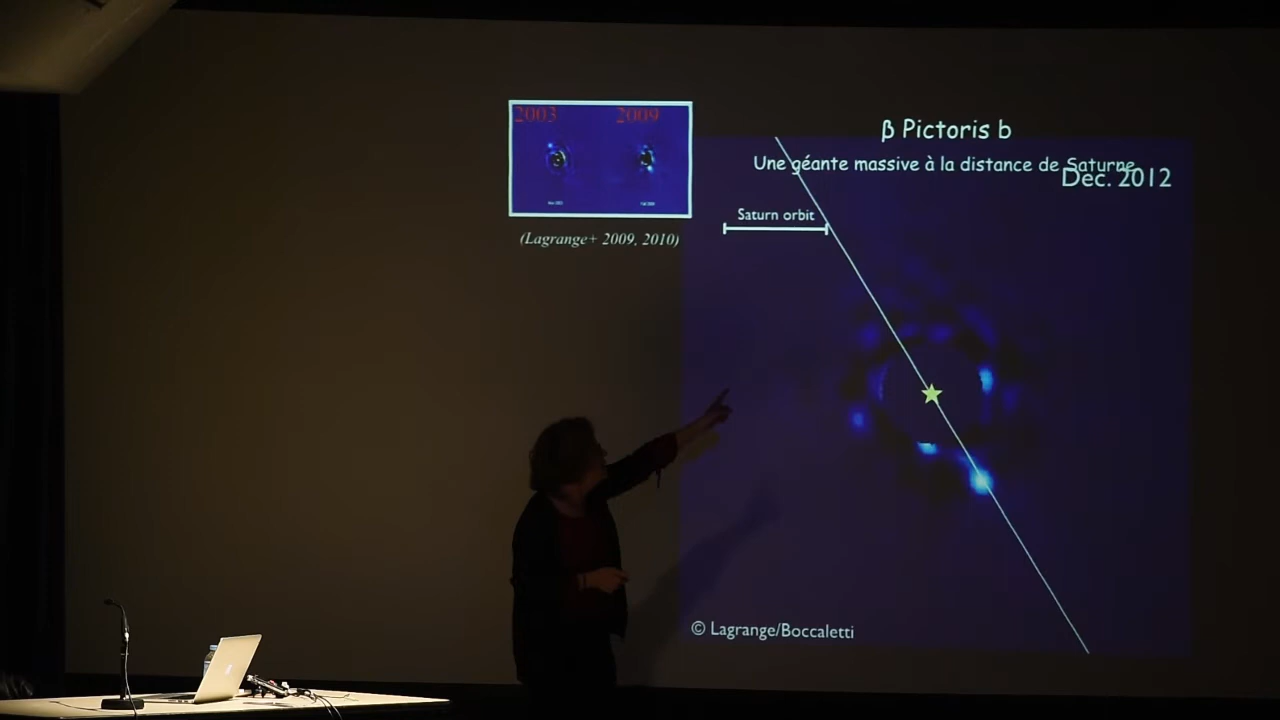 2003 2009
(Lagrange+ 2009, 2010)
β Pictoris b
Une géante massive à la distance de Saturne
Dec. 2012
Saturn orbit
© Lagrange/Boccaletti